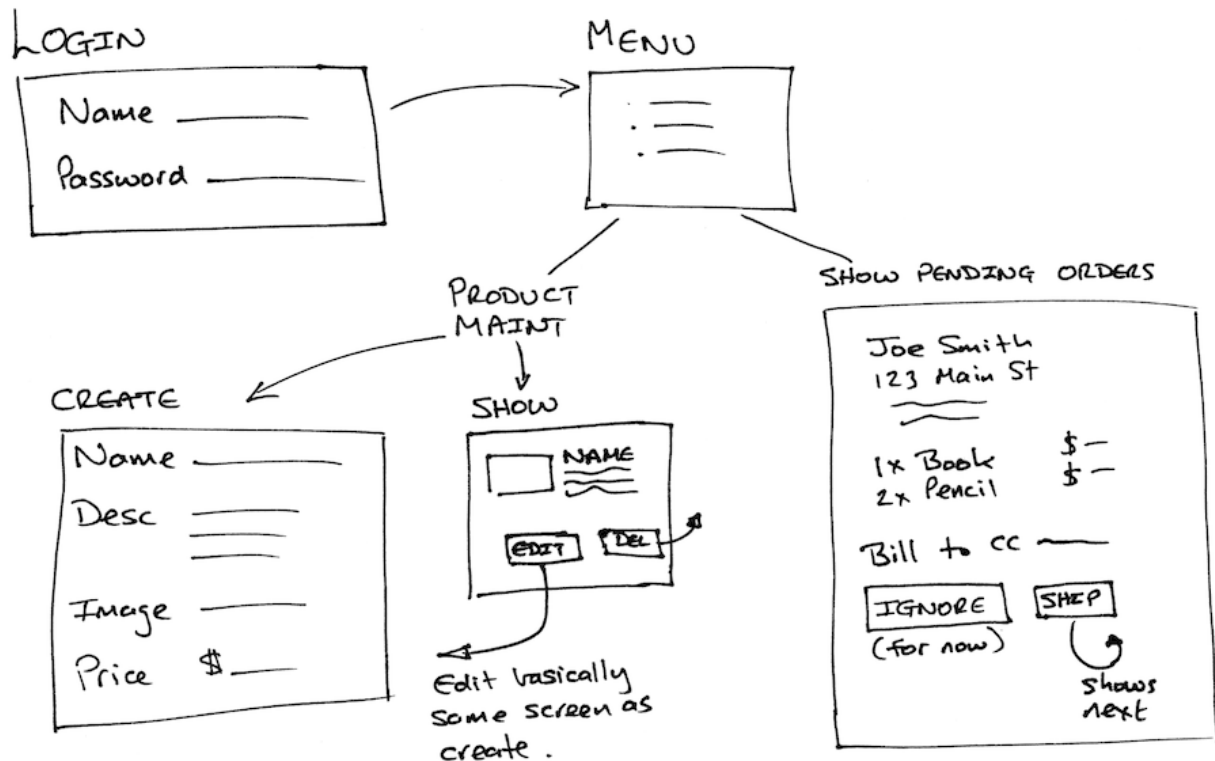 LOGIN
Name
Password
MENU
PRODUCT
MAINT
CREATE
Name
Desc
Image
Price $
SHOW
NAME
EDIT DEL
Edit basically
same screen as
create.
SHOW PENDING ORDERS
Joe Smith
123 Main St
1x Book $
2x Pencil $
Bill to CC
IGNORE SHIP
(for now)
shows
next